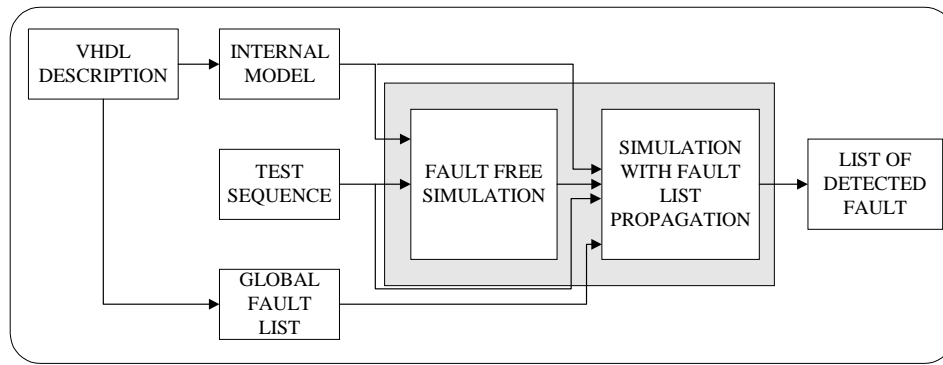 VHDL
DESCRIPTION
INTERNAL
MODEL
TEST
SEQUENCE
GLOBAL
FAULT
LIST
FAULT FREE
SIMULATION
SIMULATION
WITH FAULT
LIST
PROPAGATION
LIST OF
DETECTED
FAULT